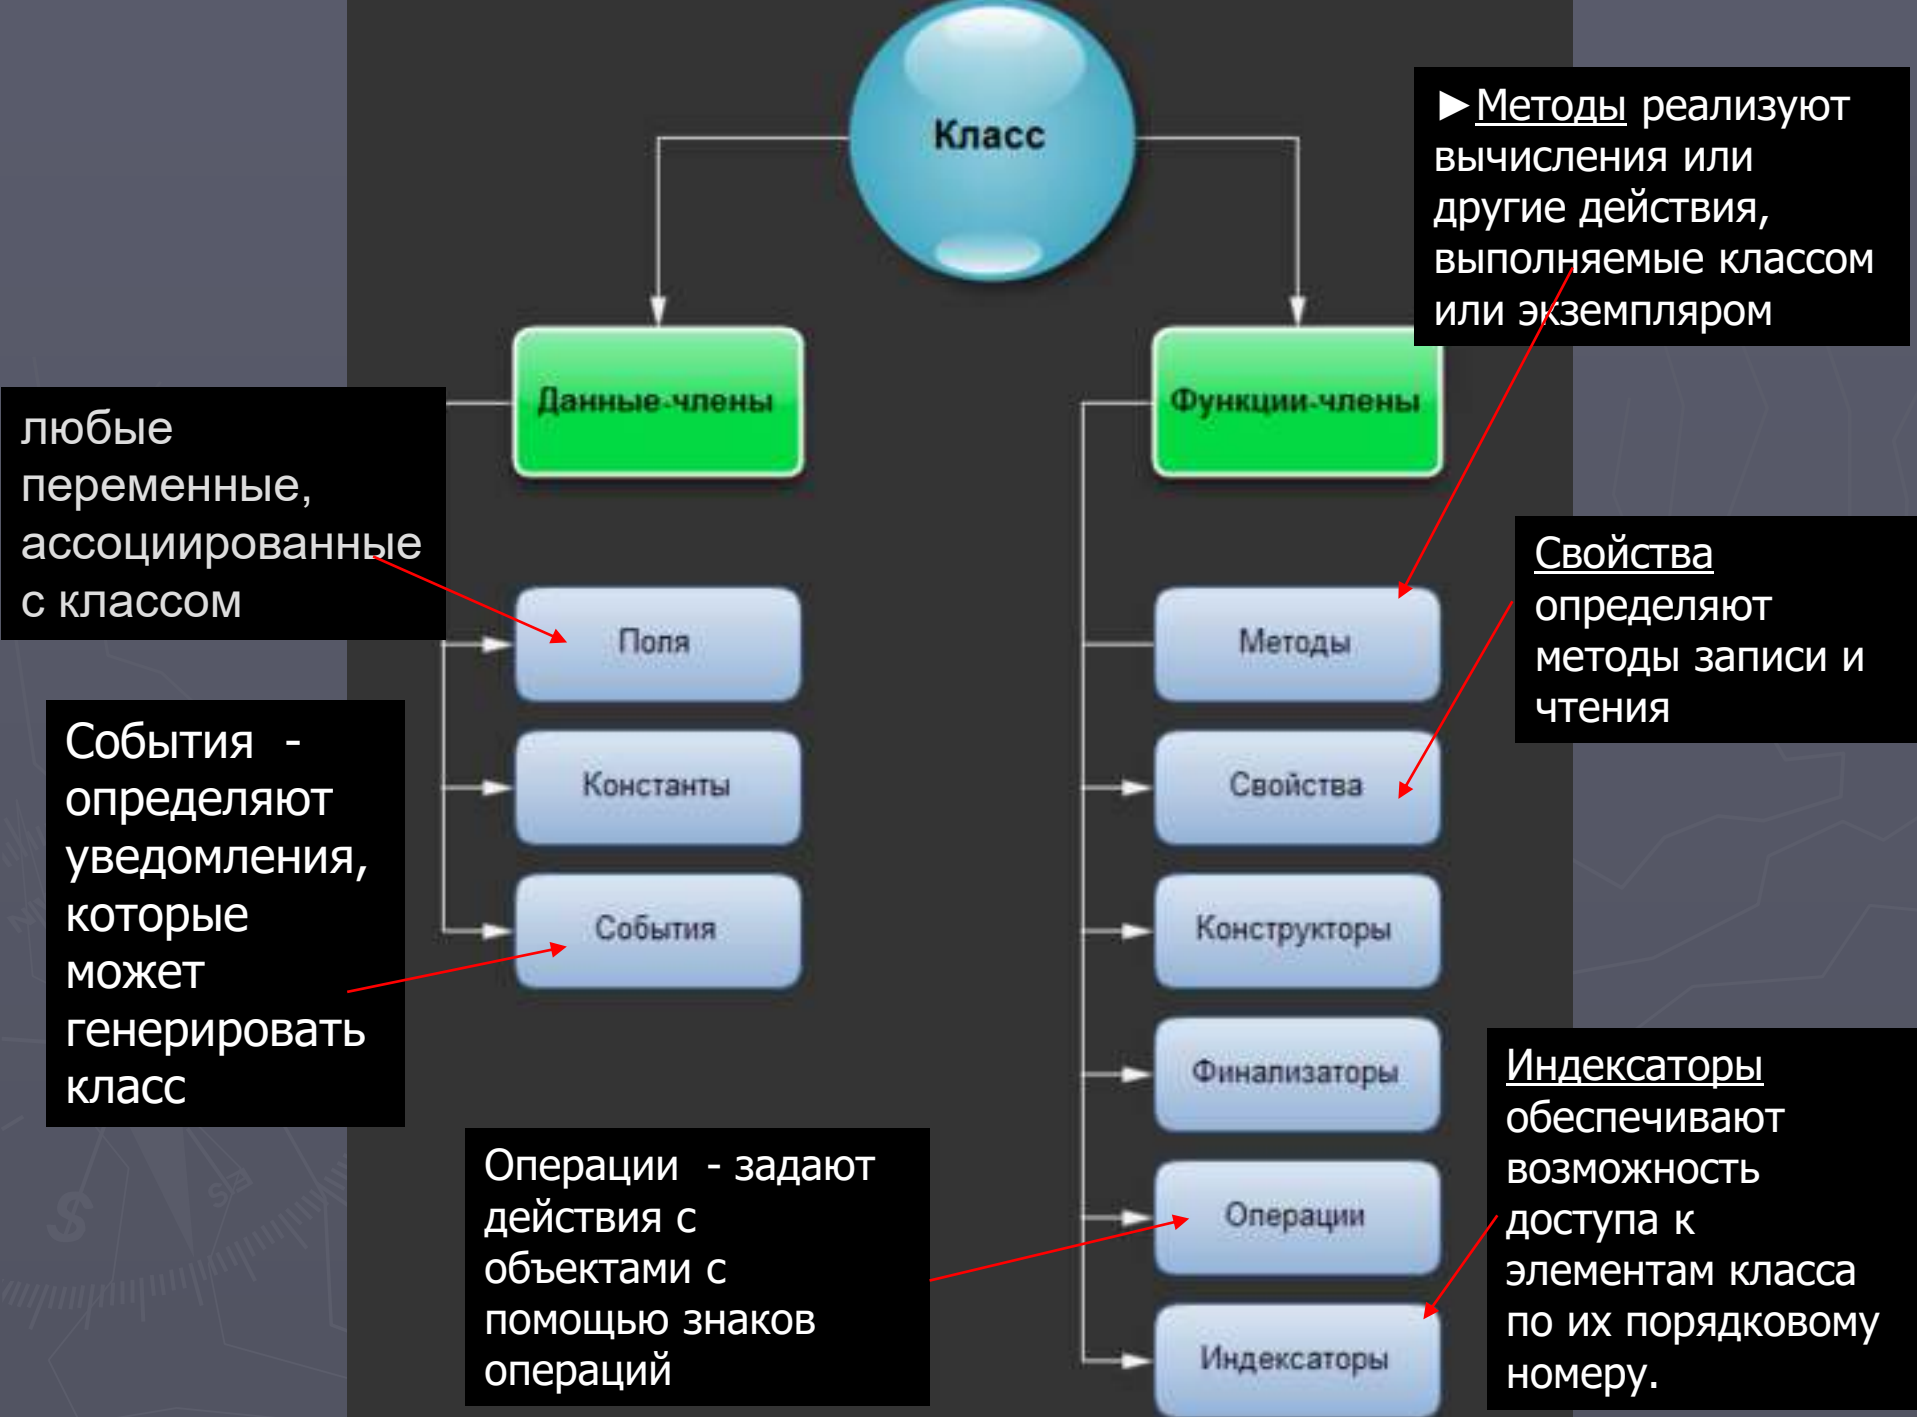 Класс
►Методы реализуют
вычисления или
другие действия,
выполняемые классом
или экземпляром
Данные-члены
Функции-члены
любые
переменные,
ассоциированные
с классом
Свойства
определяют
методы записи и
чтения
Поля
Методы
События -
определяют
уведомления,
которые
может
генерировать
класс
Константы
Свойства
События
Конструкторы
Финализаторы
Индексаторы
обеспечивают
возможность
доступа к
элементам класса
по их порядковому
номеру.
Операции - задают
действия с
объектами с
помощью знаков
операций
Операции
Индексаторы